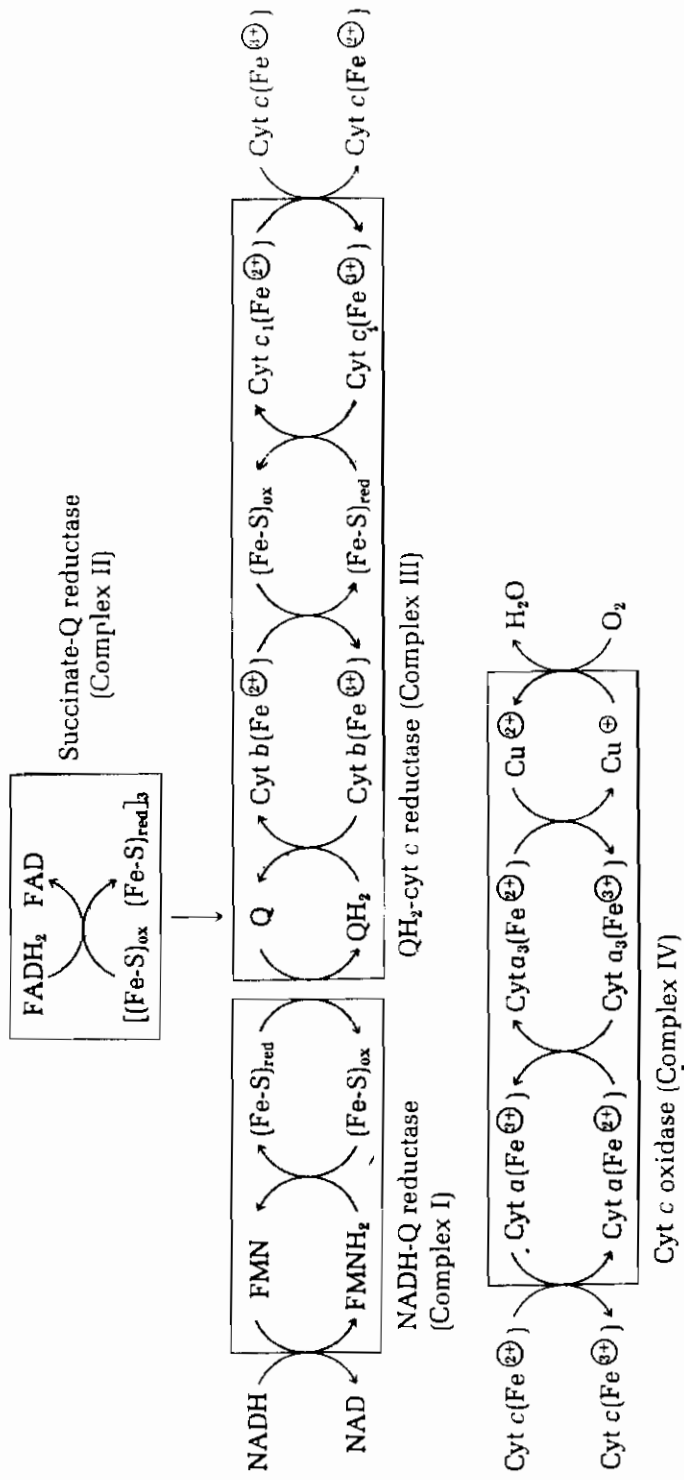 Succinate-Q reductase
(Complex II)
FADH₂ FAD
[(Fe-S)ox (Fe-S)red]₃
NADH FMN (Fe-S)red Q Cyt b(Fe 2+) (Fe-S)ox Cyt c₁(Fe 2+) Cyt c(Fe 3+)
NAD FMNH₂ (Fe-S)ox QH₂ Cyt b(Fe 3+) (Fe-S)red Cyt c₁(Fe 3+) Cyt c(Fe 2+)
NADH-Q reductase
(Complex I)
QH₂-cyt c reductase (Complex III)
Cyt c(Fe 2+) Cyt a(Fe 3+) Cyt a₃(Fe 2+) Cu 2+ H₂O
Cyt c(Fe 3+) Cyt a(Fe 2+) Cyt a₃(Fe 3+) Cu + O₂
Cyt c oxidase (Complex IV)